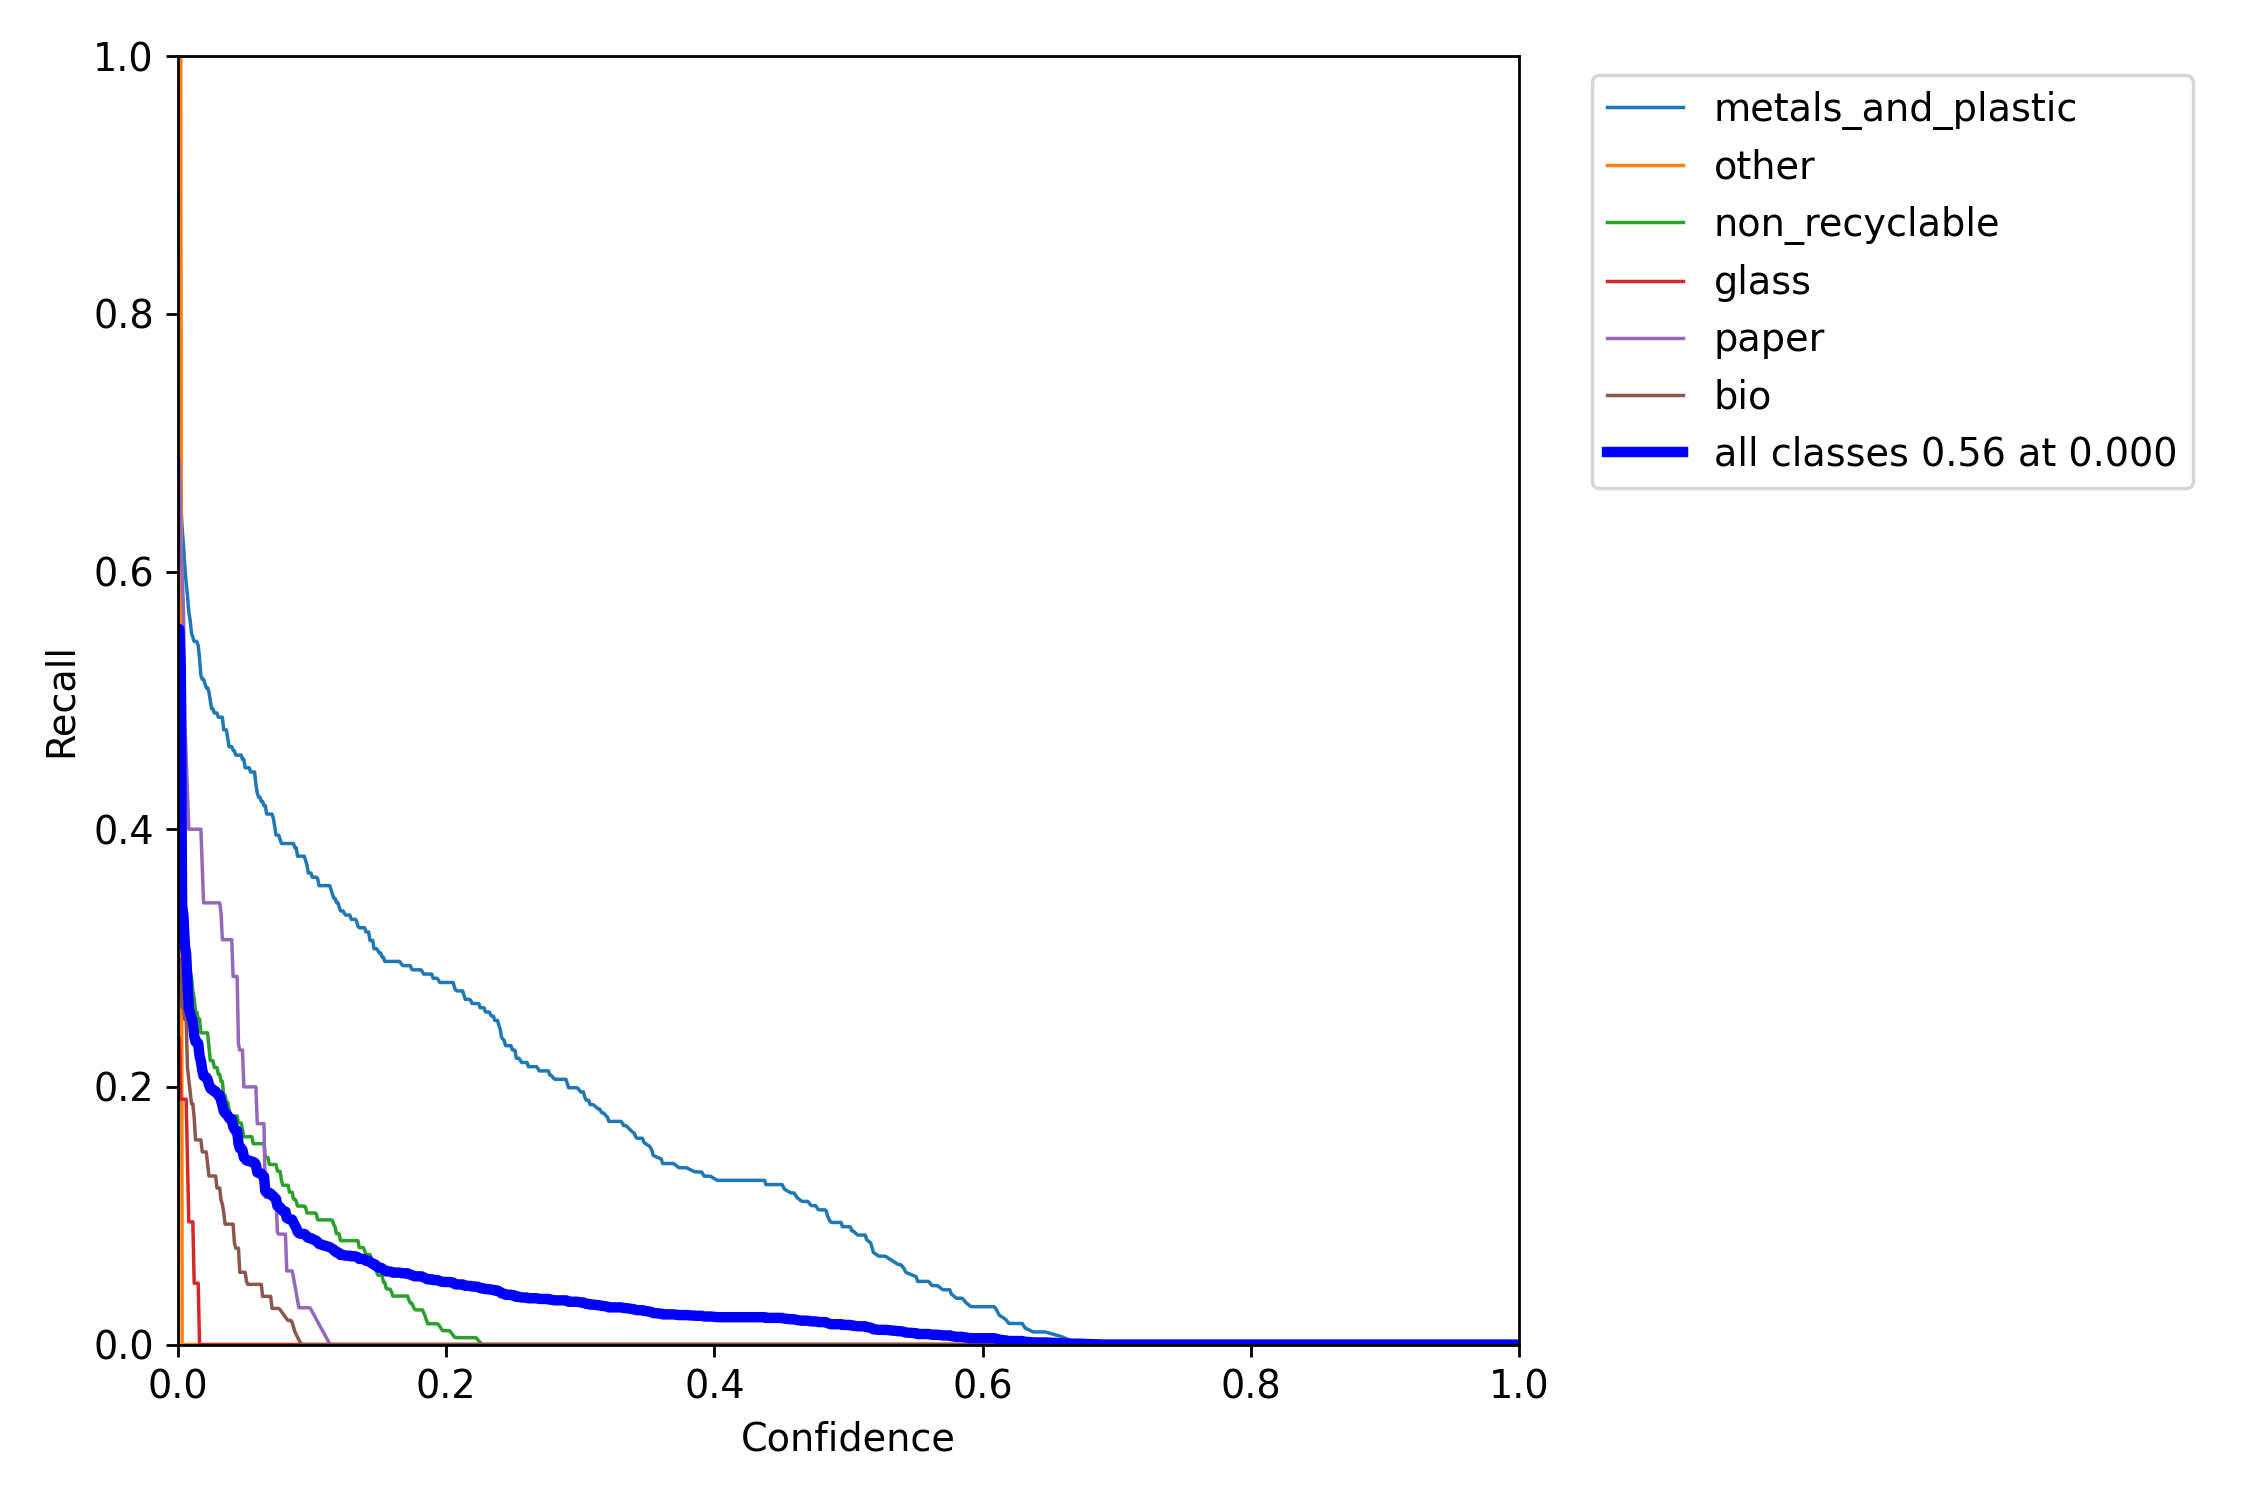 1.0
0.8
0.6
0.4
0.2
0.0
Recall
0.0 0.2 0.4 0.6 0.8 1.0
Confidence
metals_and_plastic
other
non_recyclable
glass
paper
bio
all classes 0.56 at 0.000